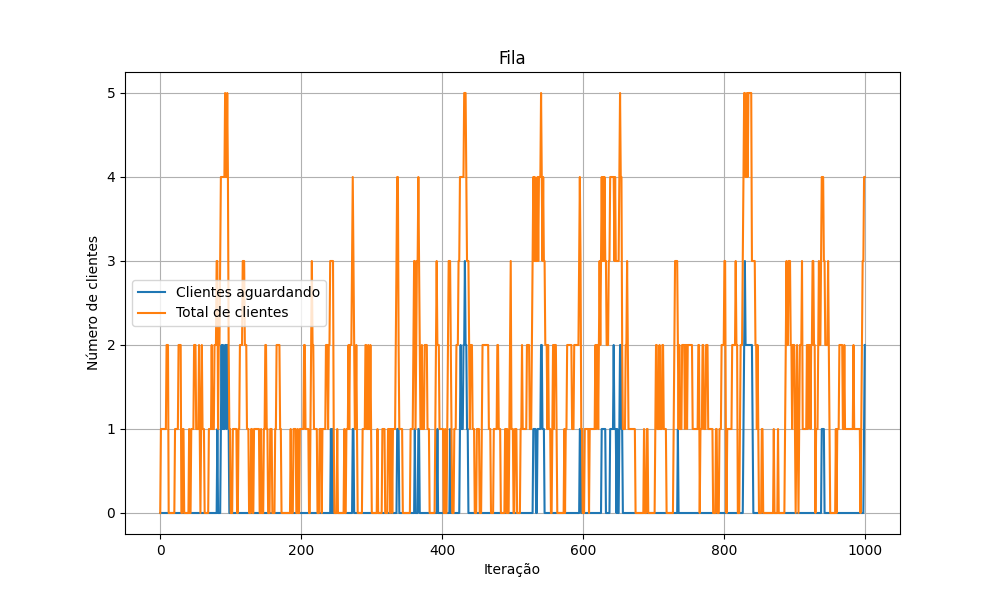 Fila
Número de clientes
5
4
3
2
1
0
Clientes aguardando
Total de clientes
0 200 400 600 800 1000
Iteração